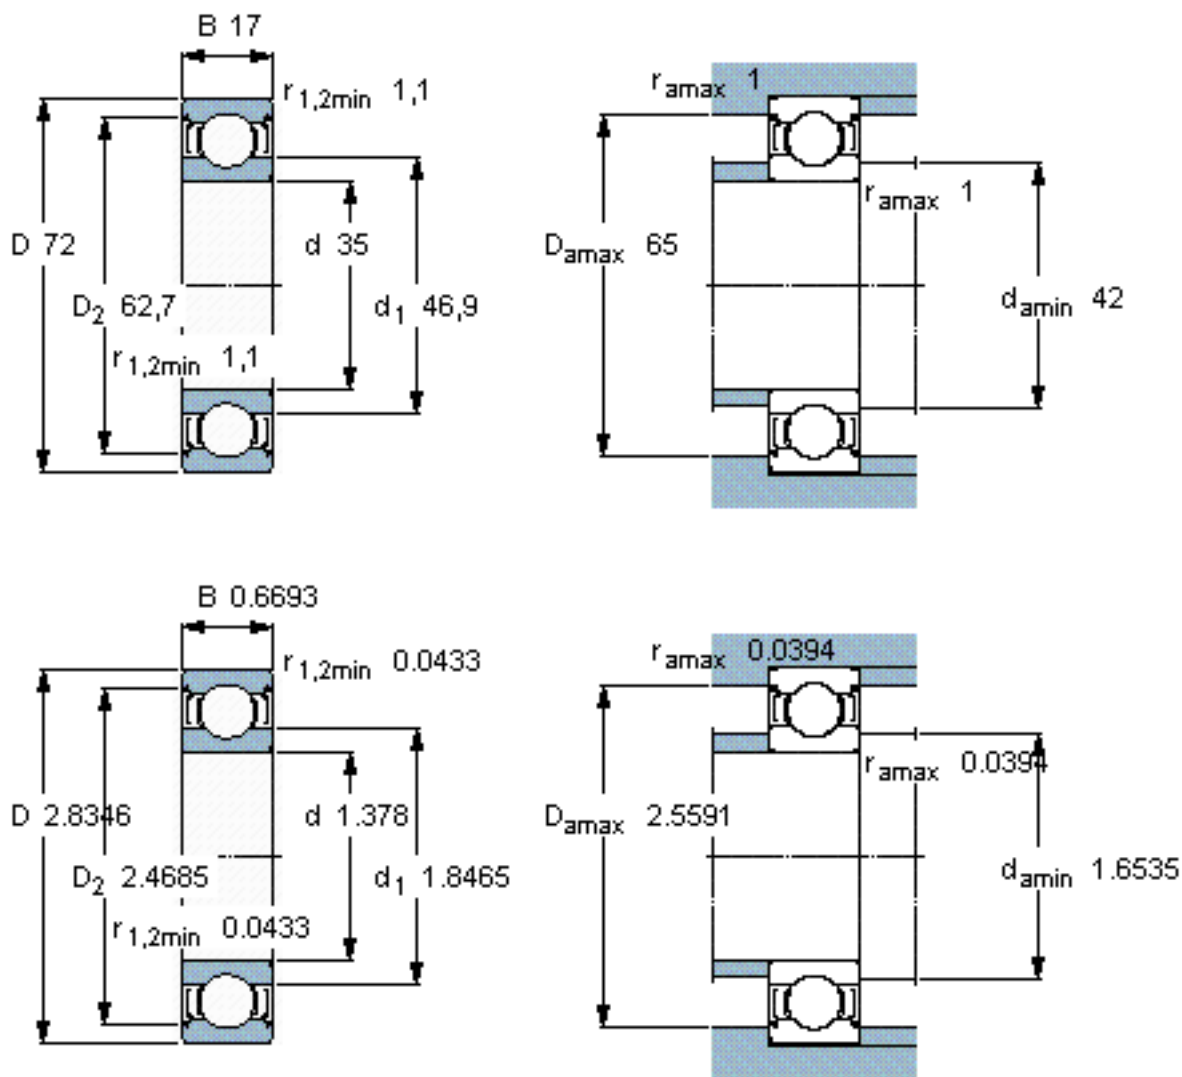 B 17
r1,2min 1,1
ramax 1
ramax 1
D 72
d 35
Damax 65
D2 62,7
d1 46,9
damin 42
r1,2min 1,1
B 0.6693
r1,2min 0.0433
ramax 0.0394
ramax 0.0394
D 2.8346
d 1.378
Damax 2.5591
D2 2.4685
d1 1.8465
damin 1.6535
r1,2min 0.0433